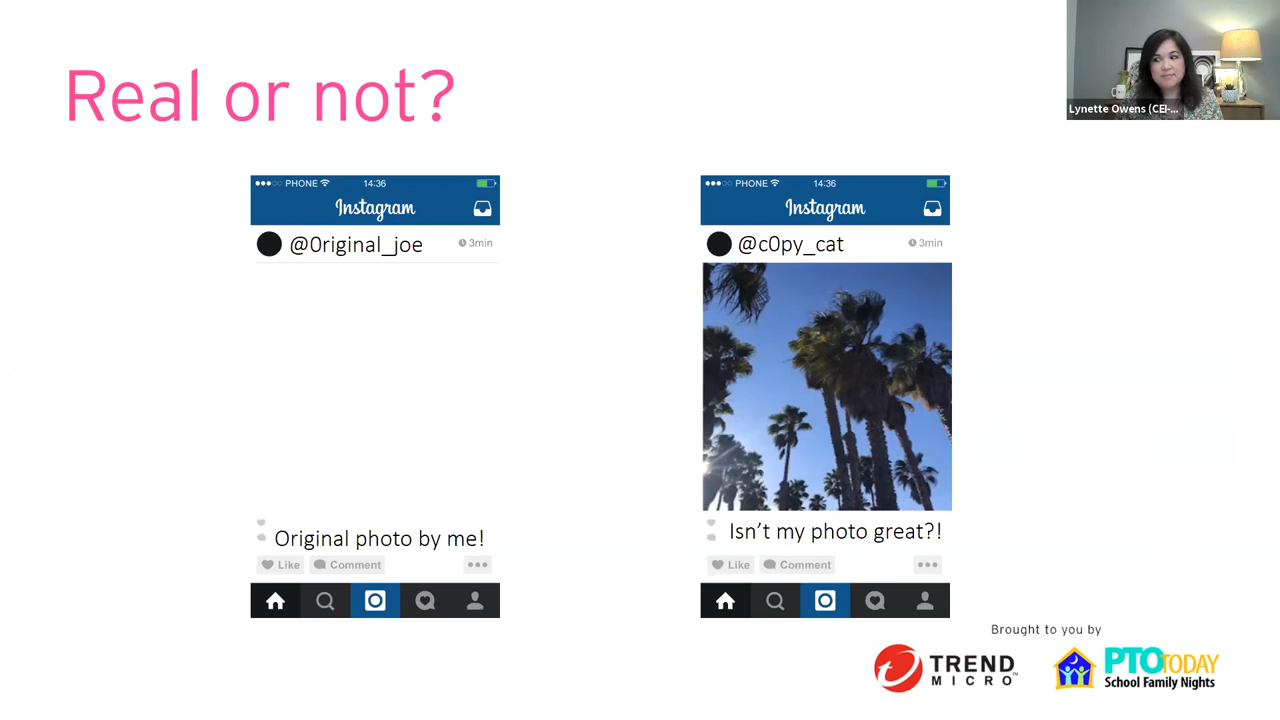 Real or not?
Lynette Owens (CEI-...
PHONE 14:36
Instagram
@0riginal_joe 3min
Original photo by me!
Like Comment
PHONE 14:36
Instagram
@c0py_cat 3min
Isn't my photo great?!
Like Comment
Brought to you by
TREND MICRO™
PTO TODAY
School Family Nights